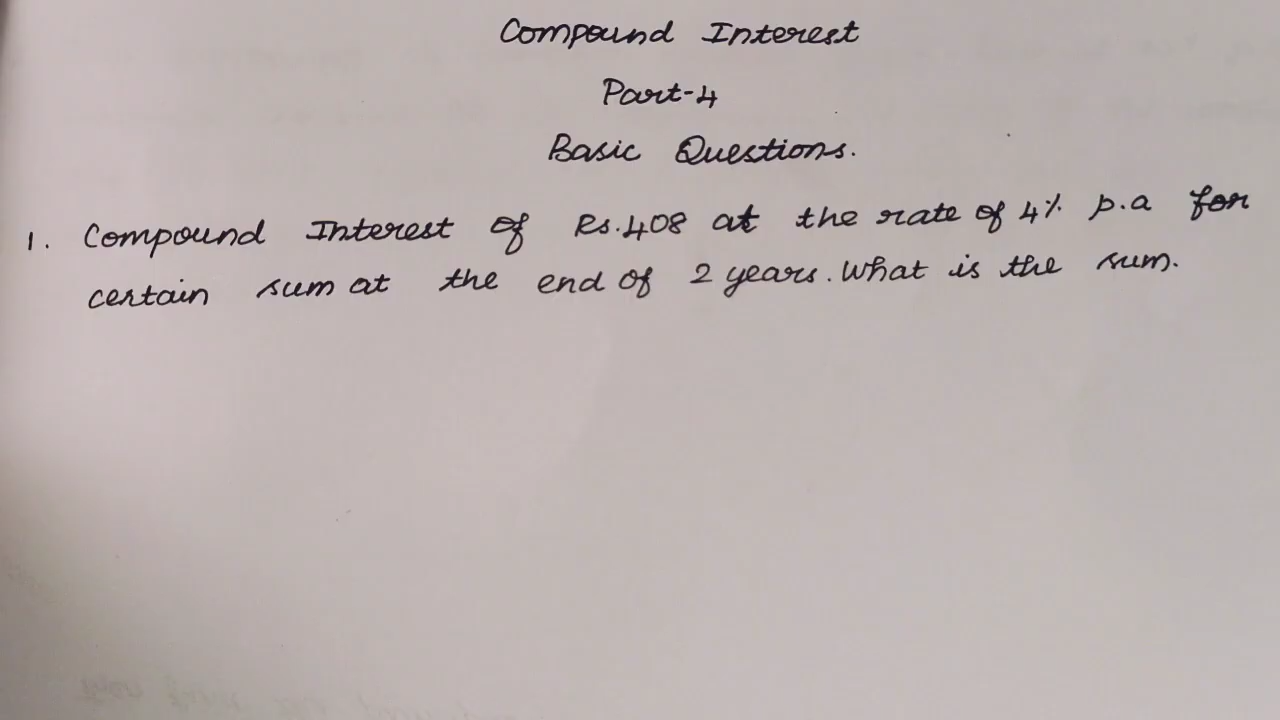 Compound Interest
Part-4
Basic Questions.
1. Compound Interest of Rs.408 at the rate of 4% p.a for
certain sum at the end of 2 years. What is the sum.